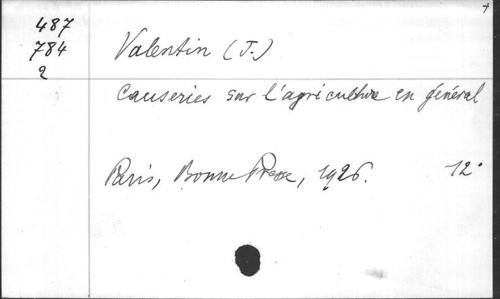 487
784
2
Valentin (J.)
Causeries sur l'agriculture en général
Paris, Bonne Presse, 1926. 12°